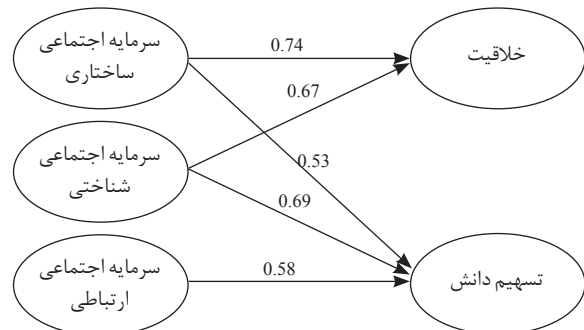 سرمایه اجتماعی
ساختاری
0.74
خلاقیت
0.67
سرمایه اجتماعی
شناختی
0.53
0.69
سرمایه اجتماعی
ارتباطی
0.58
تسهیم دانش